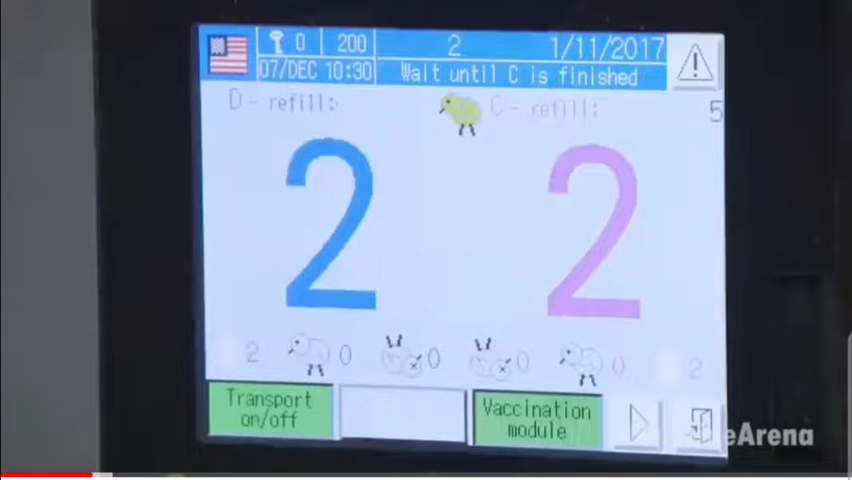 0 200 2 1/11/2017
07/DEC 10:30 Wait until C is finished
D - refill: C - refill: 5
2 2
2 0 0 0 0 2
Transport
on/off
Vaccination
module
eArena